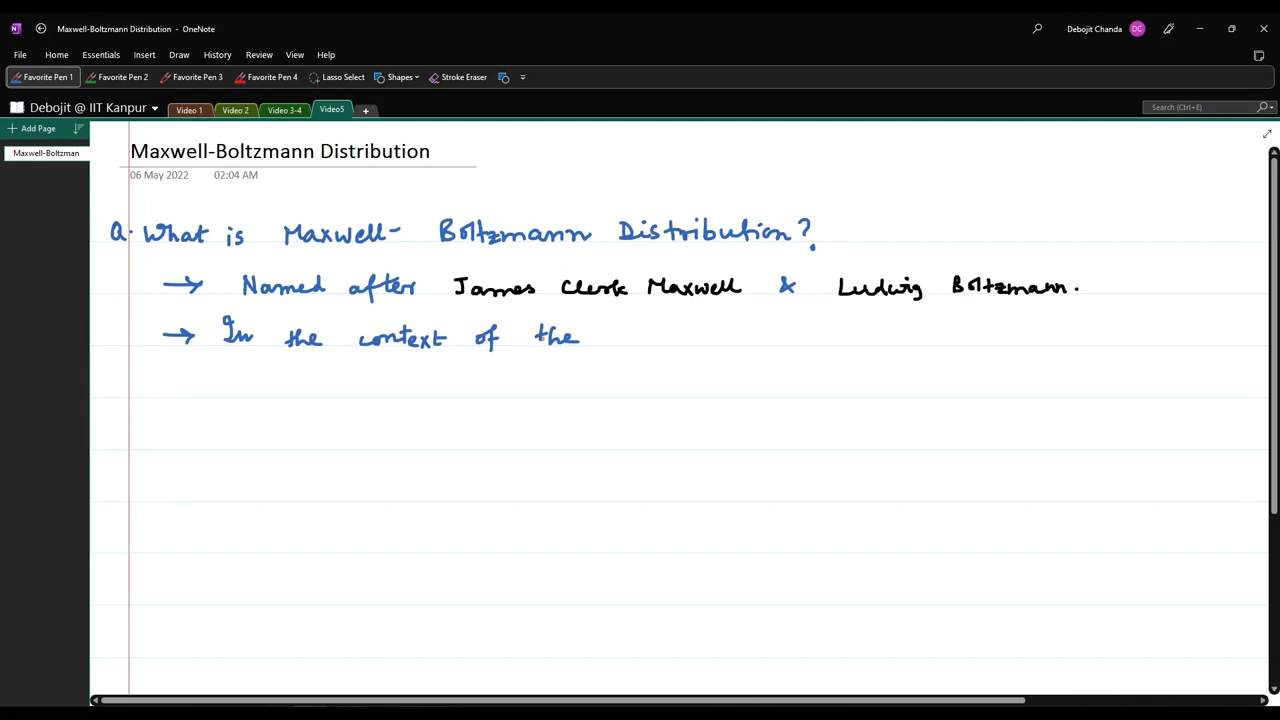 Maxwell-Boltzmann Distribution - OneNote
Debojit Chanda DC
File Home Essentials Insert Draw History Review View Help
Favorite Pen 1 Favorite Pen 2 Favorite Pen 3 Favorite Pen 4 Lasso Select Shapes Stroke Eraser
Debojit @ IIT Kanpur Video 1 Video 2 Video 3-4 Video5 + Search (Ctrl+E)
+ Add Page
Maxwell-Boltzman
Maxwell-Boltzmann Distribution
06 May 2022 02:04 AM
Q. What is Maxwell- Boltzmann Distribution?
→ Named after James Clerk Maxwell & Ludwig Boltzmann.
→ In the context of the